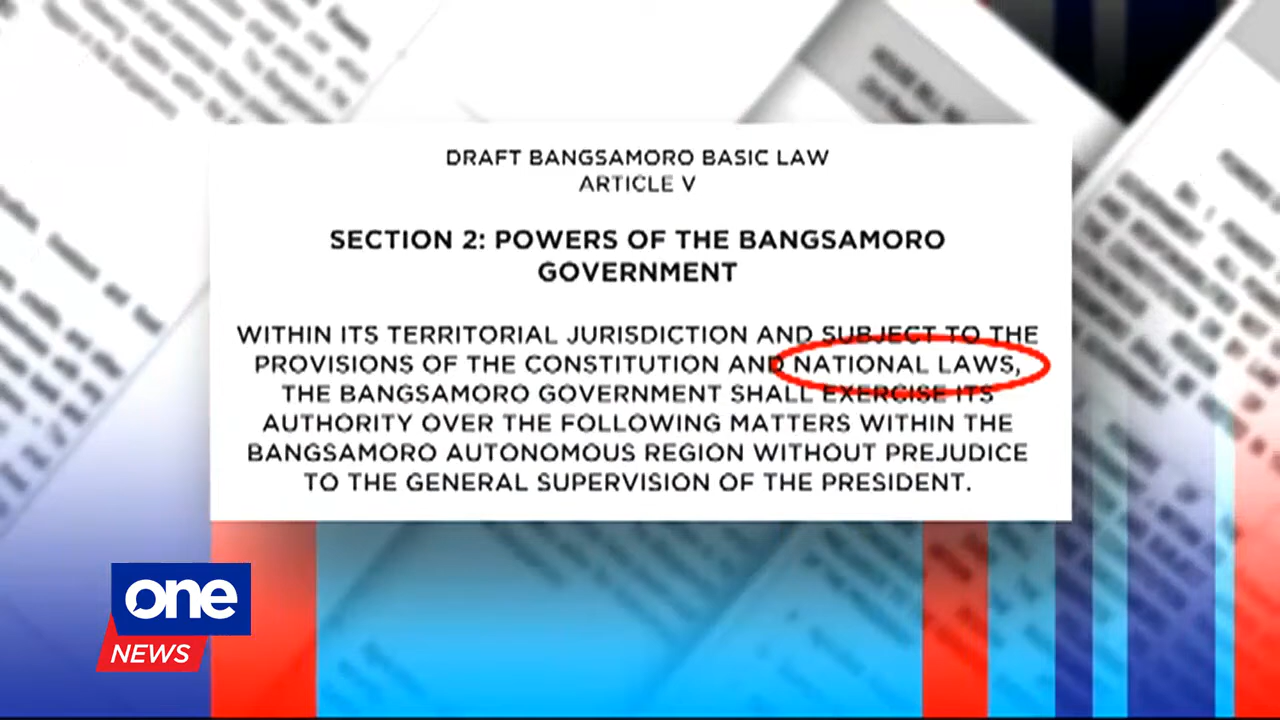 DRAFT BANGSAMORO BASIC LAW
ARTICLE V
SECTION 2: POWERS OF THE BANGSAMORO
GOVERNMENT
WITHIN ITS TERRITORIAL JURISDICTION AND SUBJECT TO THE
PROVISIONS OF THE CONSTITUTION AND NATIONAL LAWS,
THE BANGSAMORO GOVERNMENT SHALL EXERCISE ITS
AUTHORITY OVER THE FOLLOWING MATTERS WITHIN THE
BANGSAMORO AUTONOMOUS REGION WITHOUT PREJUDICE
TO THE GENERAL SUPERVISION OF THE PRESIDENT.
one
NEWS